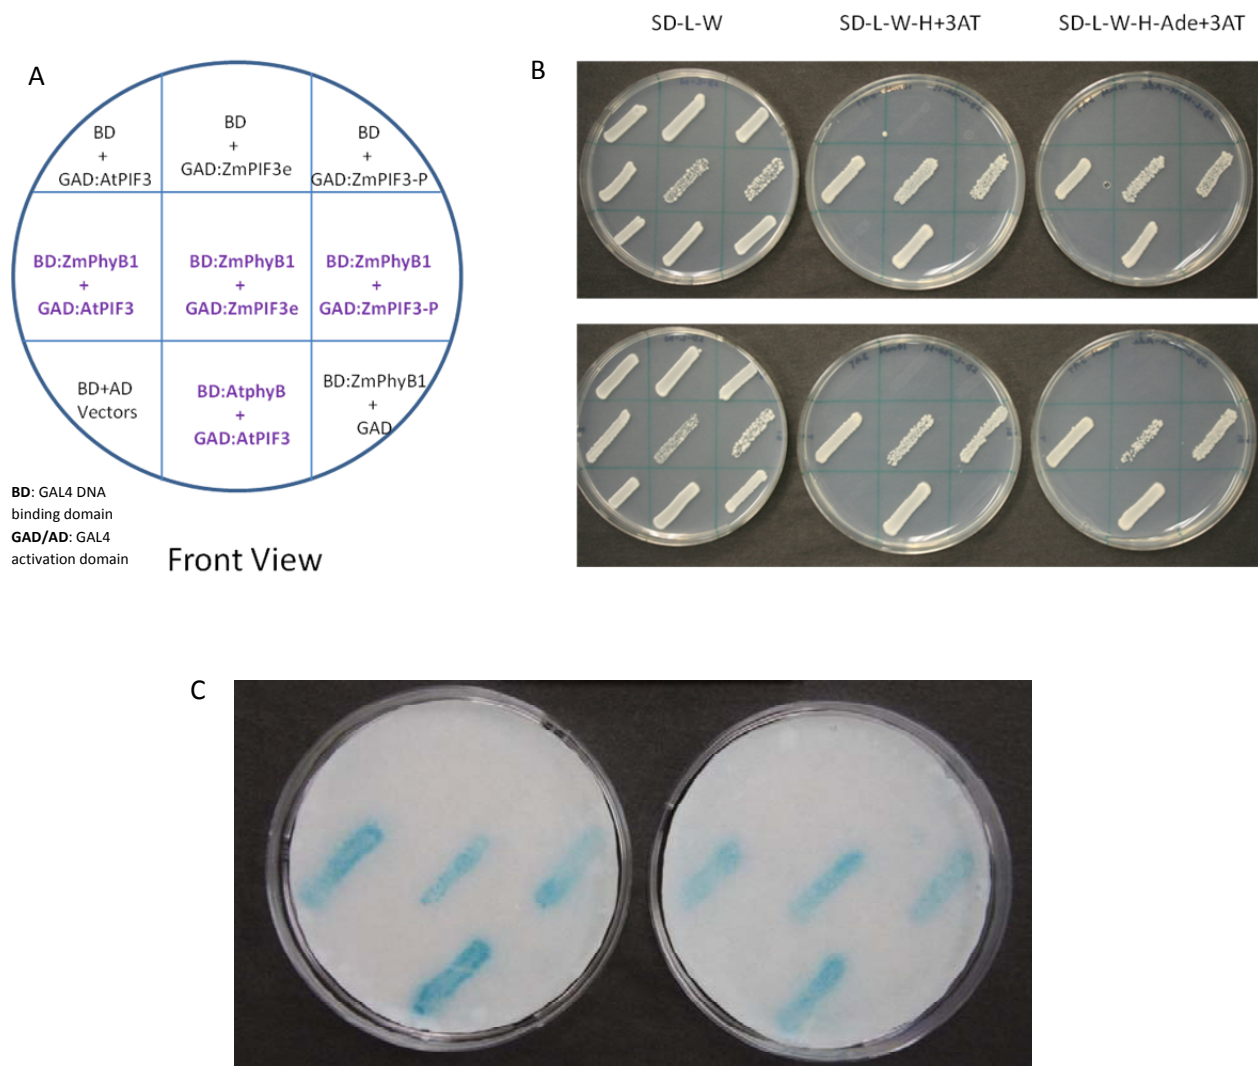 SD-L-W
SD-L-W-H+3AT
SD-L-W-H-Ade+3AT
A
B
BD
+
GAD:AtPIF3
BD
+
GAD:ZmPIF3e
BD
+
GAD:ZmPIF3-P
BD:ZmPhyB1
+
GAD:AtPIF3
BD:ZmPhyB1
+
GAD:ZmPIF3e
BD:ZmPhyB1
+
GAD:ZmPIF3-P
BD+AD
Vectors
BD:AtphyB
+
GAD:AtPIF3
BD:ZmPhyB1
+
GAD
BD: GAL4 DNA
binding domain
GAD/AD: GAL4
activation domain
Front View
C